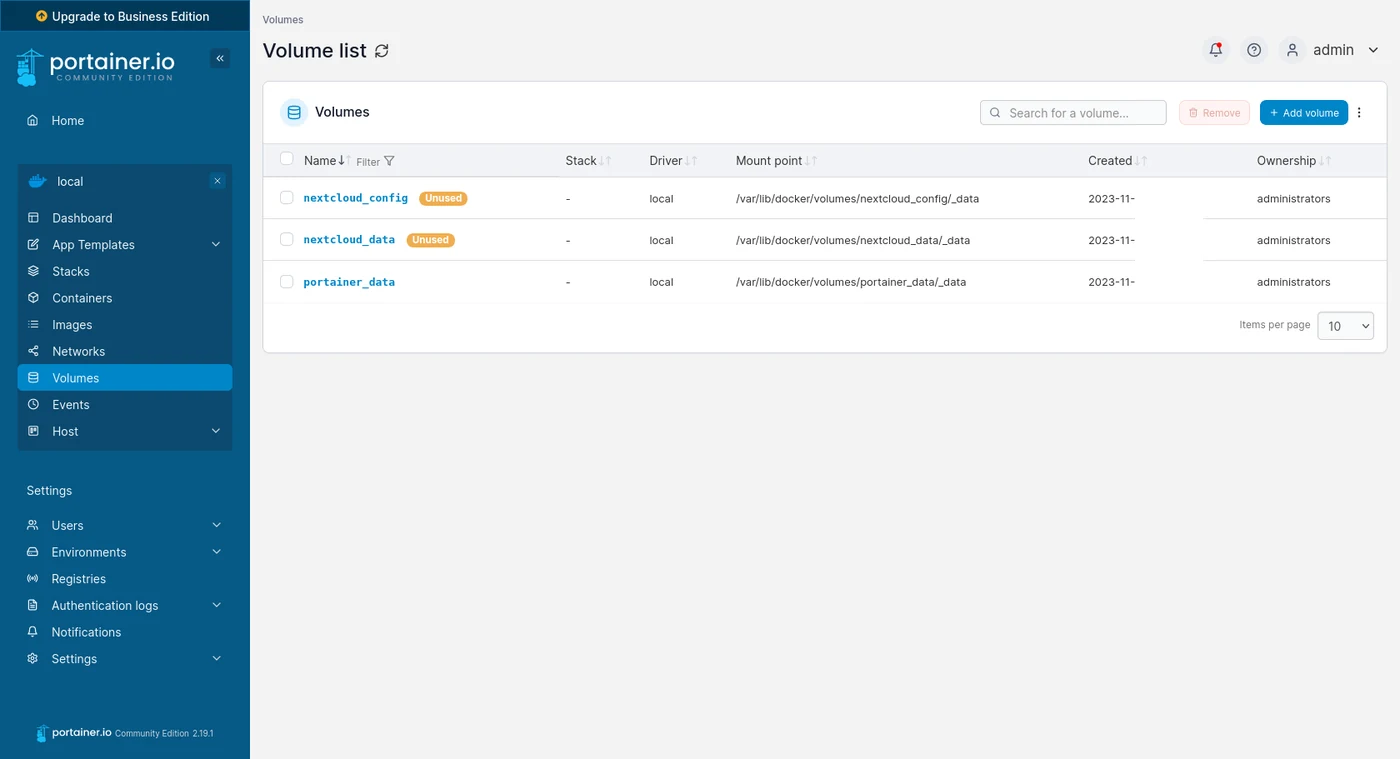 Upgrade to Business Edition
portainer.io
COMMUNITY EDITION
Home
local
Dashboard
App Templates
Stacks
Containers
Images
Networks
Volumes
Events
Host
Settings
Users
Environments
Registries
Authentication logs
Notifications
Settings
portainer.io Community Edition 2.19.1
Volumes
Volume list
admin
Volumes
Search for a volume...
Remove
+ Add volume
Name Filter Stack Driver Mount point Created Ownership
nextcloud_config Unused - local /var/lib/docker/volumes/nextcloud_config/_data 2023-11- administrators
nextcloud_data Unused - local /var/lib/docker/volumes/nextcloud_data/_data 2023-11- administrators
portainer_data - local /var/lib/docker/volumes/portainer_data/_data 2023-11- administrators
Items per page 10